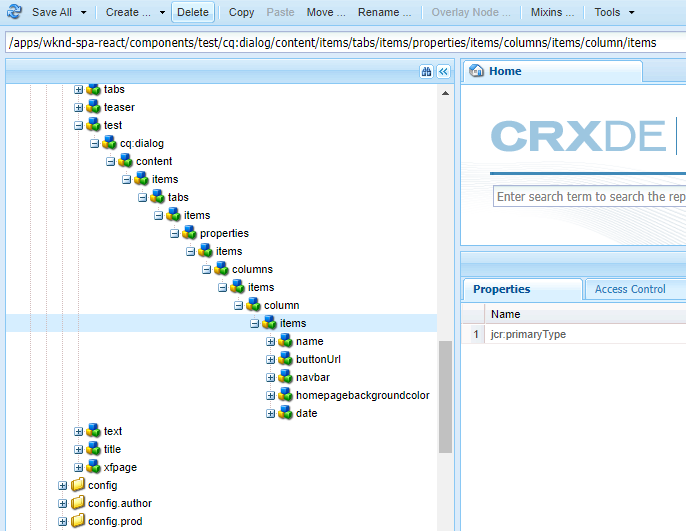 Save All Create ... Delete Copy Paste Move ... Rename ... Overlay Node ... Mixins ... Tools
/apps/wknd-spa-react/components/test/cq:dialog/content/items/tabs/items/properties/items/columns/items/column/items
tabs
teaser
test
cq:dialog
content
items
tabs
items
properties
items
columns
items
column
items
name
buttonUrl
navbar
homepagebackgroundcolor
date
text
title
xfpage
config
config.author
config.prod
Home
CRXDE
Enter search term to search the rep
Properties Access Control
Name
1 jcr:primaryType